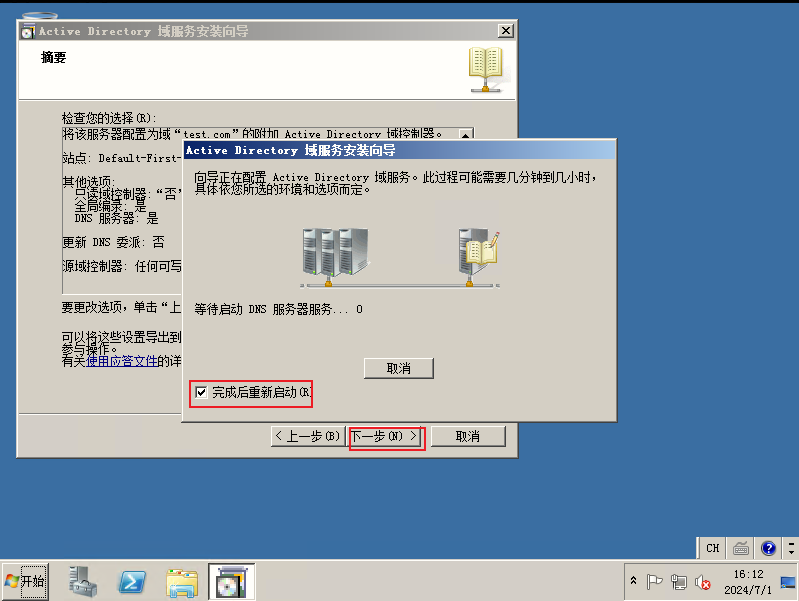 Active Directory 域服务安装向导
摘要
检查您的选择(R):
将该服务器配置为域“test.com”的附加 Active Directory 域控制器。
站点: Default-First-
其他选项:
只读域控制器:“否”
全局编录: 是
DNS 服务器: 是
更新 DNS 委派: 否
源域控制器: 任何可写
要更改选项，单击“上
可以将这些设置导出到
参与操作。
有关使用应答文件的详
Active Directory 域服务安装向导
向导正在配置 Active Directory 域服务。此过程可能需要几分钟到几小时，
具体依您所选的环境和选项而定。
等待启动 DNS 服务器服务... 0
取消
完成后重新启动(R
< 上一步(B)
下一步(N) >
取消
CH
开始
16:12
2024/7/1